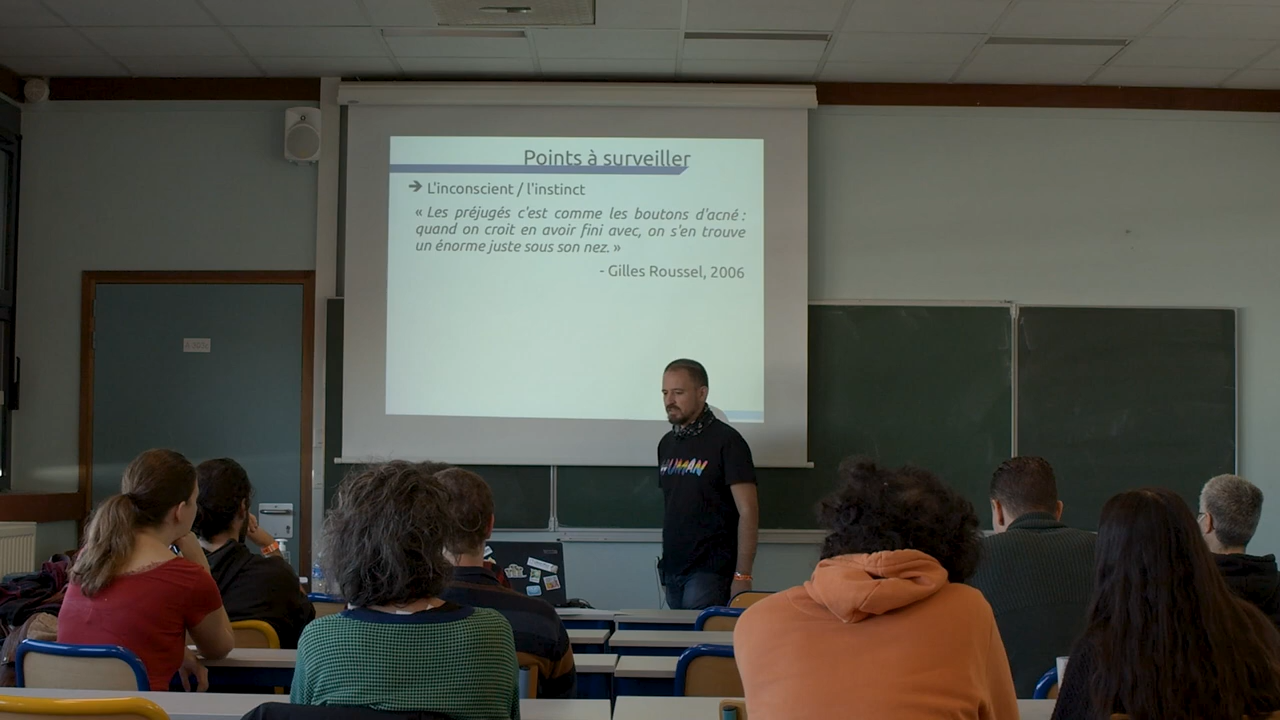 Points à surveiller
➔ L'inconscient / l'instinct
« Les préjugés c'est comme les boutons d'acné :
quand on croit en avoir fini avec, on s'en trouve
un énorme juste sous son nez. »
- Gilles Roussel, 2006
HUMAN